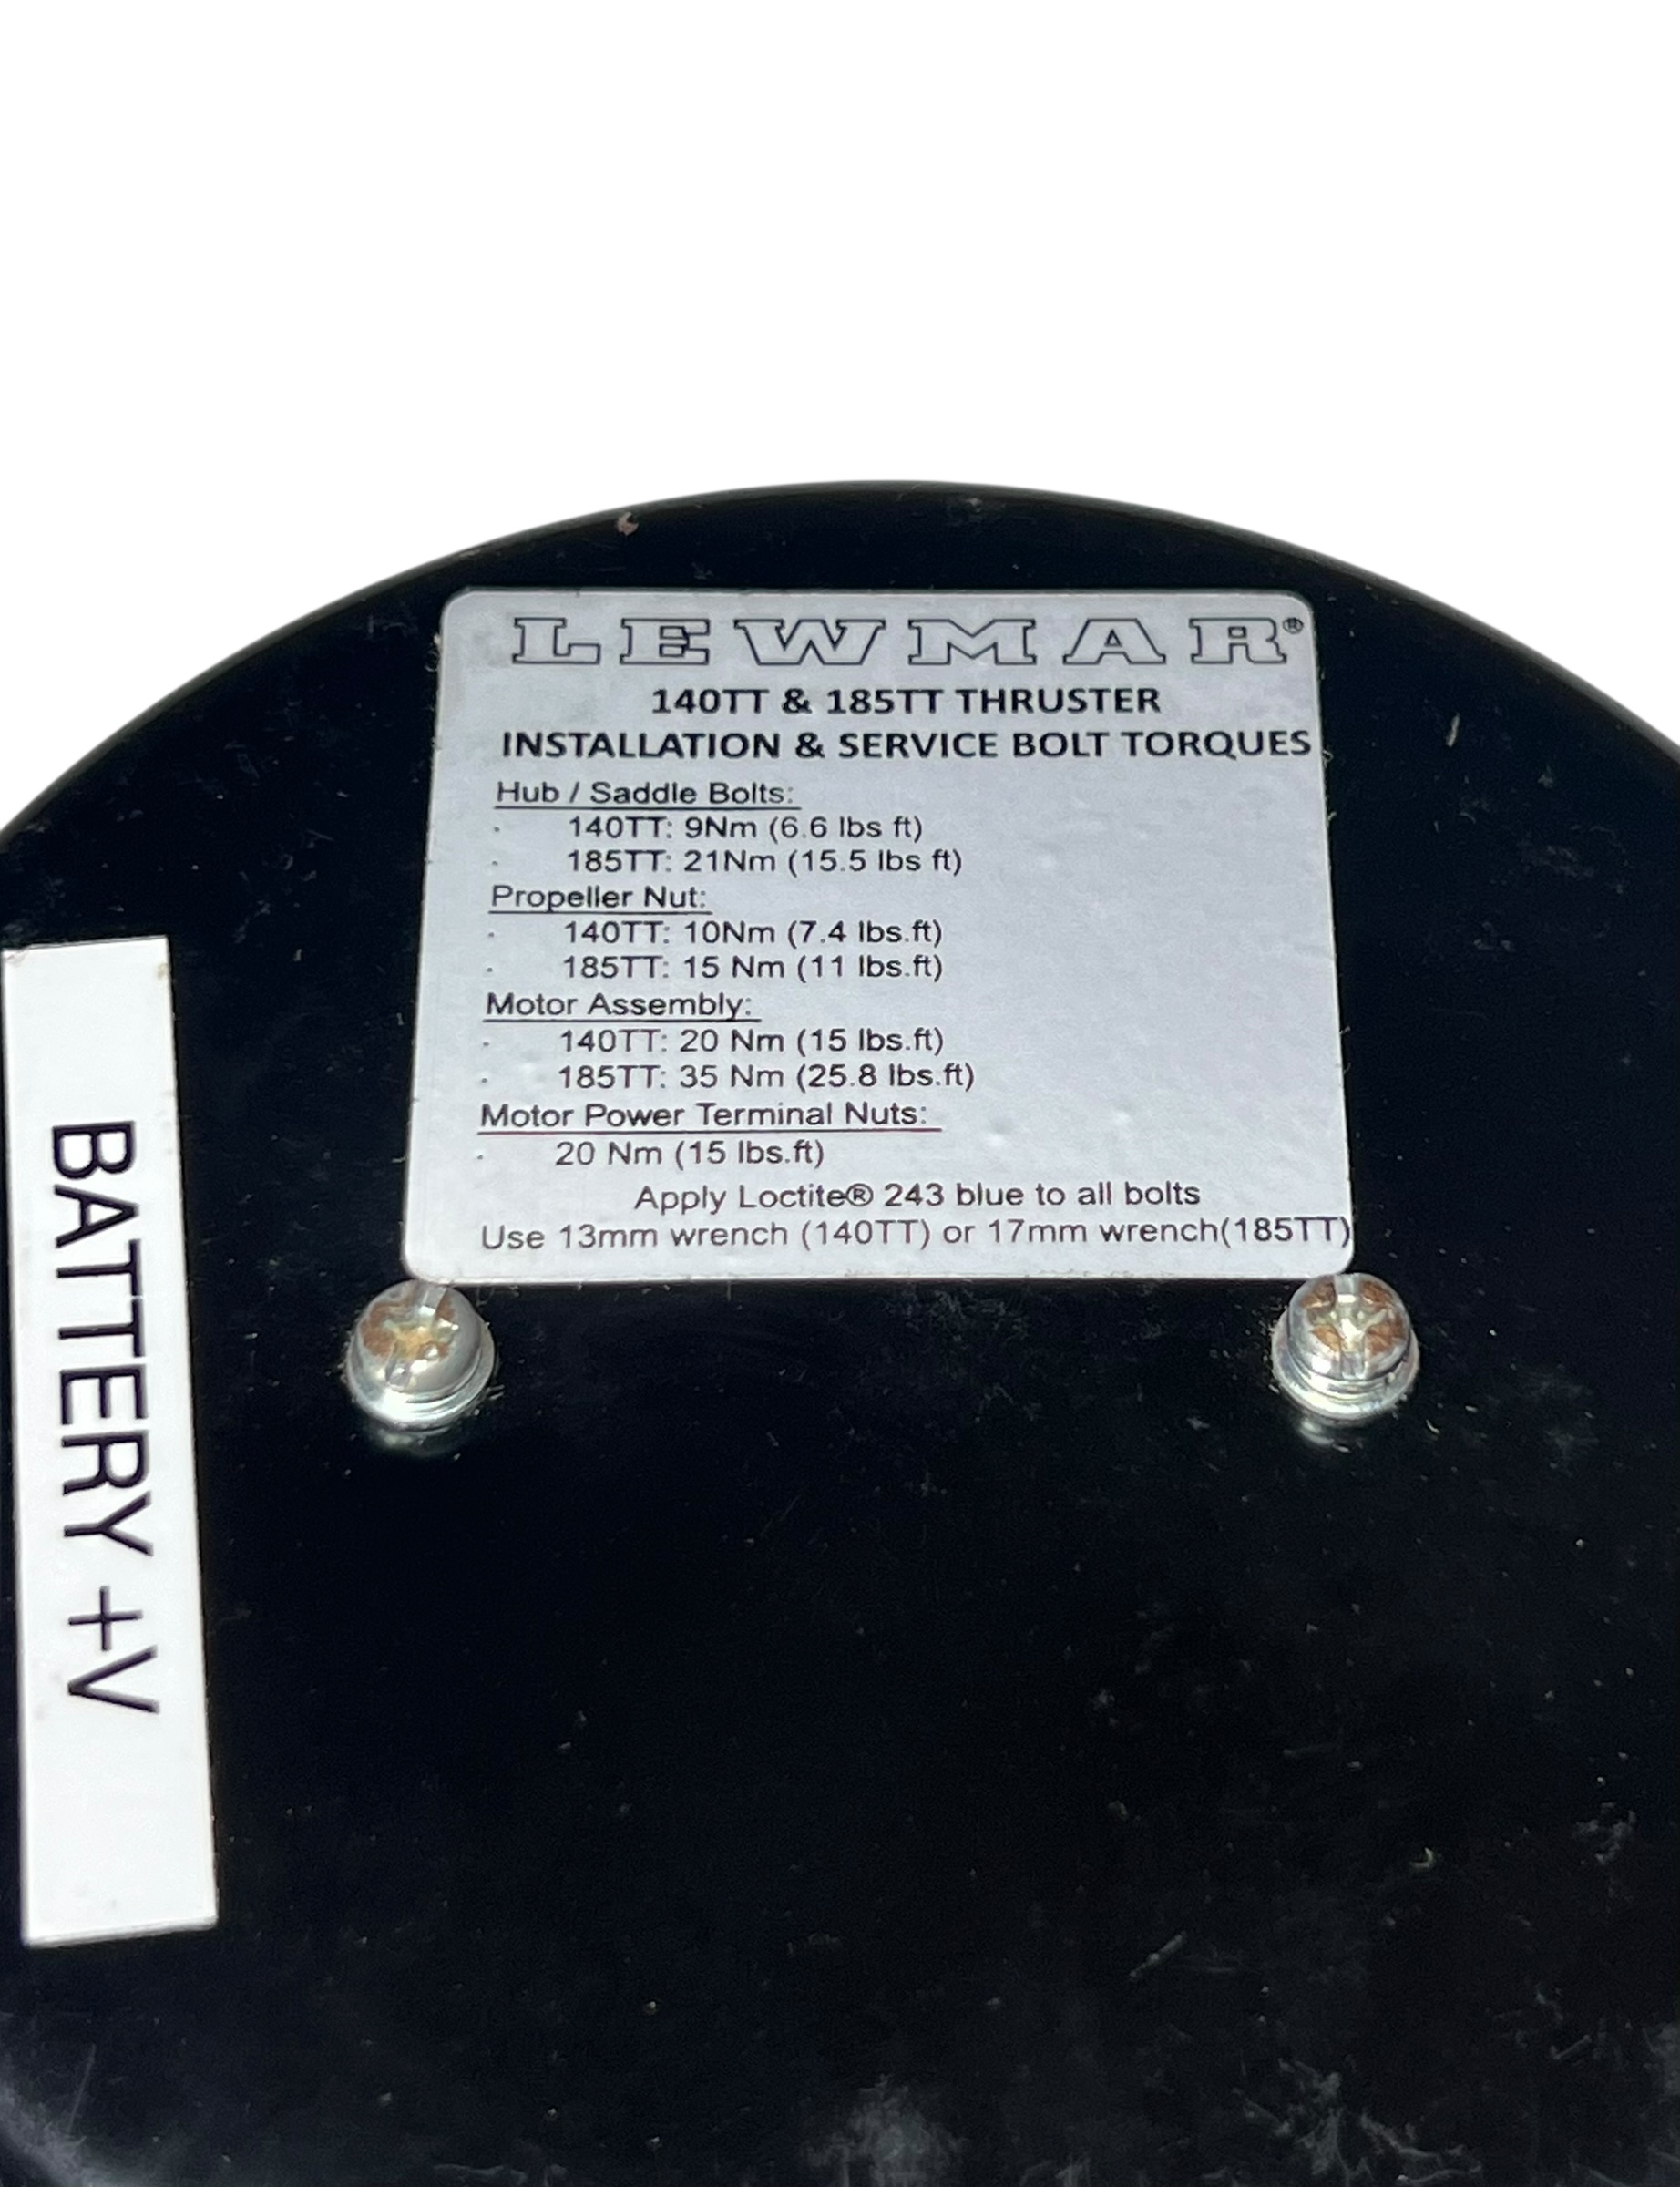 LEWMAR®
140TT & 185TT THRUSTER
INSTALLATION & SERVICE BOLT TORQUES
Hub / Saddle Bolts:
· 140TT: 9Nm (6.6 lbs ft)
· 185TT: 21Nm (15.5 lbs ft)
Propeller Nut:
· 140TT: 10Nm (7.4 lbs.ft)
· 185TT: 15 Nm (11 lbs.ft)
Motor Assembly:
· 140TT: 20 Nm (15 lbs.ft)
· 185TT: 35 Nm (25.8 lbs.ft)
Motor Power Terminal Nuts:
· 20 Nm (15 lbs.ft)
Apply Loctite® 243 blue to all bolts
Use 13mm wrench (140TT) or 17mm wrench(185TT)
BATTERY +V